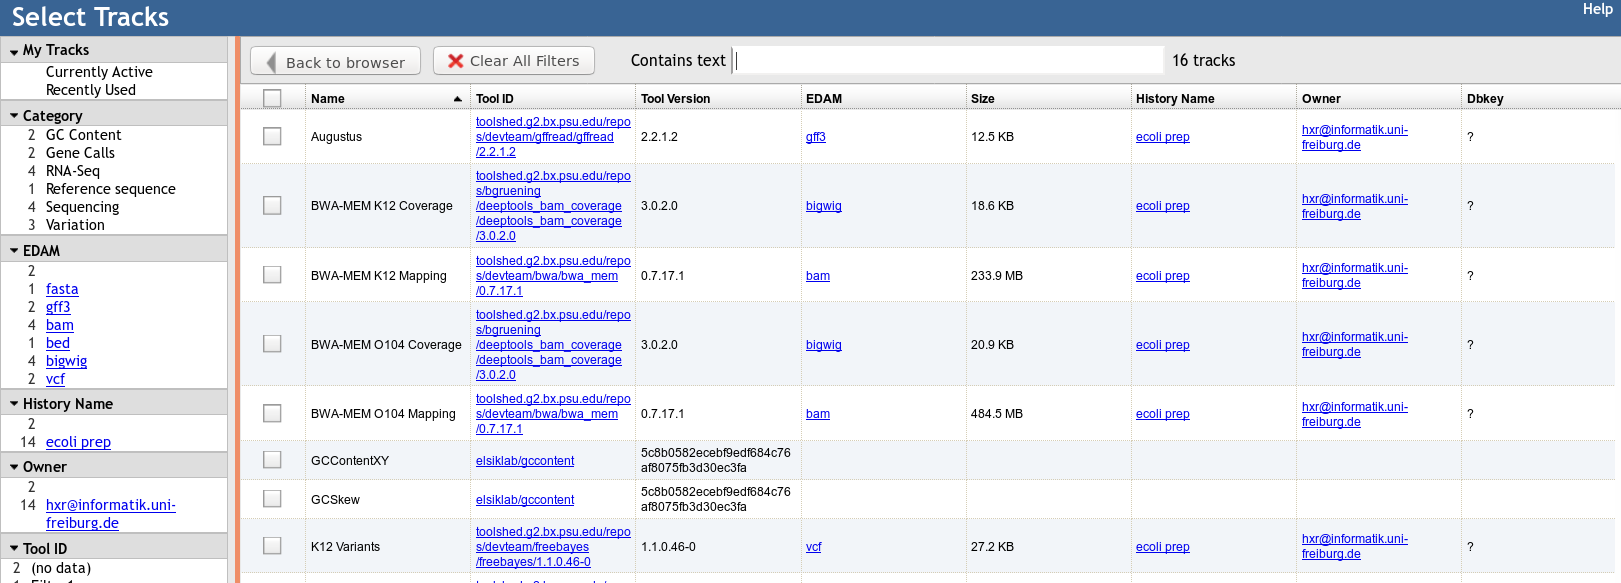 Select Tracks
Help
My Tracks
Currently Active
Recently Used
Category
2 GC Content
2 Gene Calls
4 RNA-Seq
1 Reference sequence
4 Sequencing
3 Variation
EDAM
2
1 fasta
2 gff3
4 bam
1 bed
4 bigwig
2 vcf
History Name
2
14 ecoli prep
Owner
2
14 hxr@informatik.uni-
freiburg.de
Tool ID
2 (no data)
Back to browser
Clear All Filters
Contains text
16 tracks
Name
Tool ID
Tool Version
EDAM
Size
History Name
Owner
Dbkey
Augustus
toolshed.g2.bx.psu.edu/repo
s/devteam/gffread/gffread
/2.2.1.2
2.2.1.2
gff3
12.5 KB
ecoli prep
hxr@informatik.uni-
freiburg.de
?
BWA-MEM K12 Coverage
toolshed.g2.bx.psu.edu/repo
s/bgruening
/deeptools_bam_coverage
/deeptools_bam_coverage
/3.0.2.0
3.0.2.0
bigwig
18.6 KB
ecoli prep
hxr@informatik.uni-
freiburg.de
?
BWA-MEM K12 Mapping
toolshed.g2.bx.psu.edu/repo
s/devteam/bwa/bwa_mem
/0.7.17.1
0.7.17.1
bam
233.9 MB
ecoli prep
hxr@informatik.uni-
freiburg.de
?
BWA-MEM O104 Coverage
toolshed.g2.bx.psu.edu/repo
s/bgruening
/deeptools_bam_coverage
/deeptools_bam_coverage
/3.0.2.0
3.0.2.0
bigwig
20.9 KB
ecoli prep
hxr@informatik.uni-
freiburg.de
?
BWA-MEM O104 Mapping
toolshed.g2.bx.psu.edu/repo
s/devteam/bwa/bwa_mem
/0.7.17.1
0.7.17.1
bam
484.5 MB
ecoli prep
hxr@informatik.uni-
freiburg.de
?
GCContentXY
elsiklab/gccontent
5c8b0582ecebf9edf684c76
af8075fb3d30ec3fa
GCSkew
elsiklab/gccontent
5c8b0582ecebf9edf684c76
af8075fb3d30ec3fa
K12 Variants
toolshed.g2.bx.psu.edu/repo
s/devteam/freebayes
/freebayes/1.1.0.46-0
1.1.0.46-0
vcf
27.2 KB
ecoli prep
hxr@informatik.uni-
freiburg.de
?